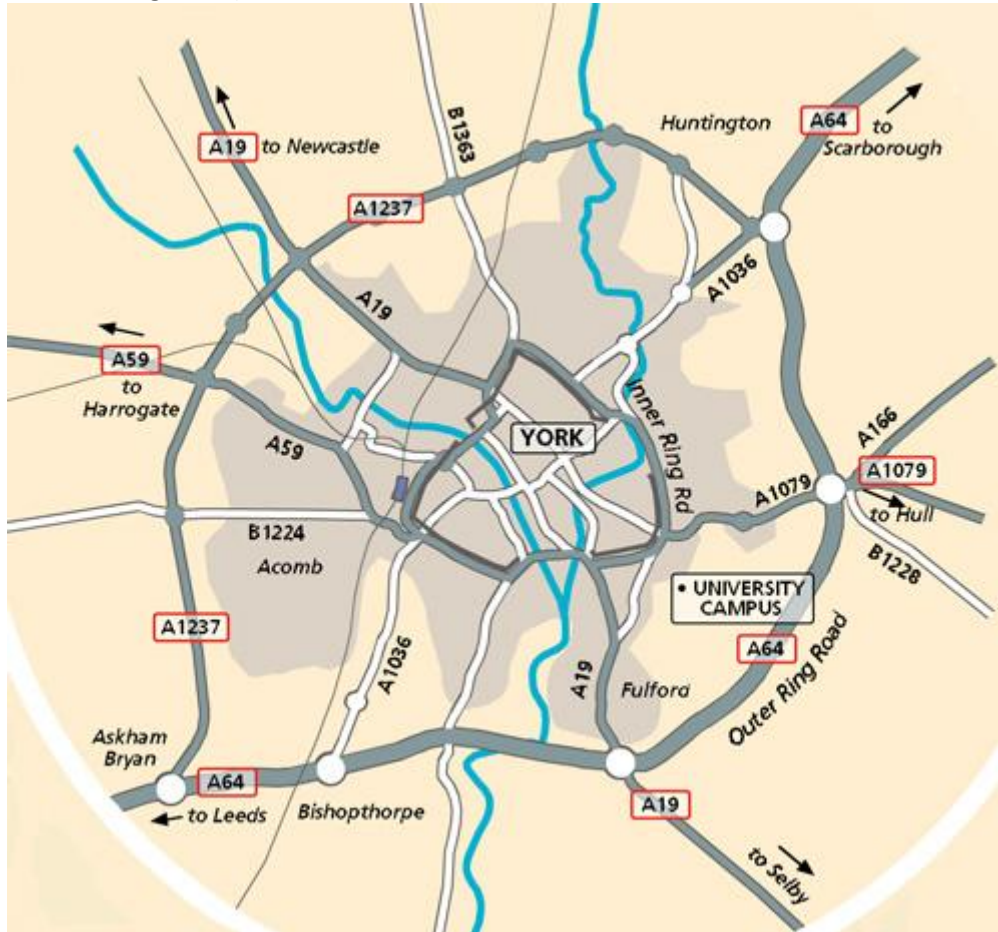 Huntington
A64
to
Scarborough
B1363
A19
to Newcastle
A1237
A1036
A19
A59
to
Harrogate
A59
YORK
Inner Ring Rd
A166
A1079
A1079
to Hull
B1228
B1224
Acomb
• UNIVERSITY
CAMPUS
A1237
A1036
A19
Fulford
A64
Outer Ring Road
Askham
Bryan
A64
to Leeds
Bishopthorpe
A19
to Selby